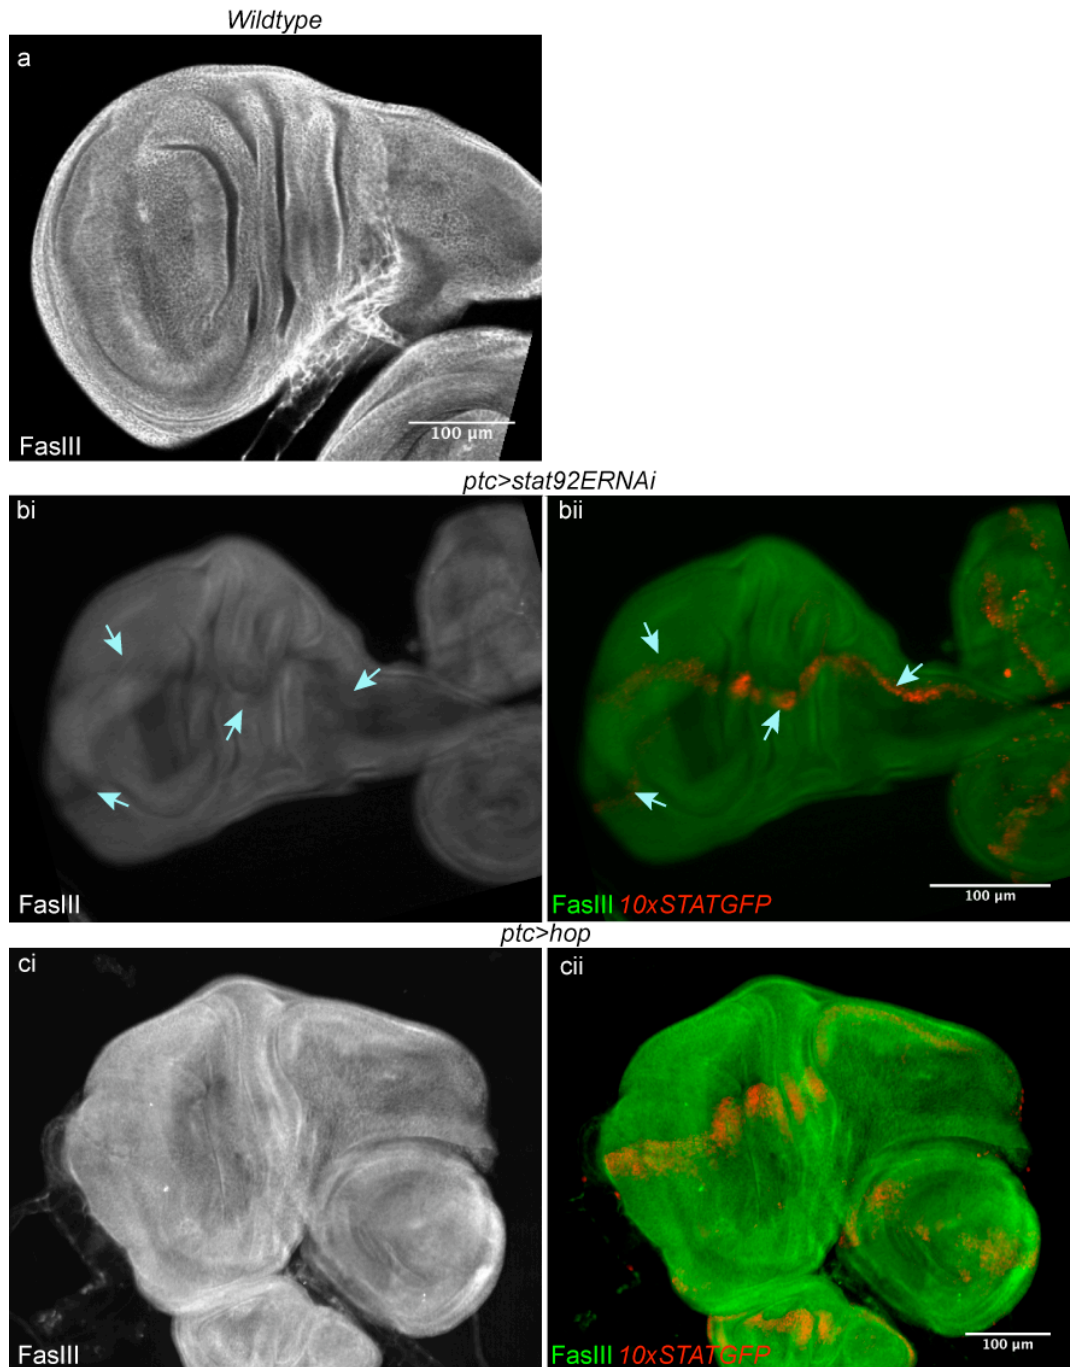 Wildtype
a
FasIII
100 µm
ptc>stat92ERNAi
bi
FasIII
bii
FasIII 10xSTATGFP
100 µm
ptc>hop
ci
FasIII
cii
FasIII 10xSTATGFP
100 µm